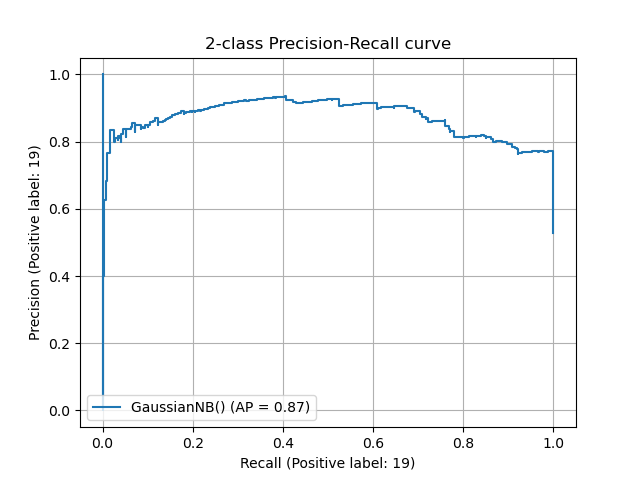 2-class Precision-Recall curve
1.0
0.8
0.6
0.4
0.2
0.0
Precision (Positive label: 19)
GaussianNB() (AP = 0.87)
0.0 0.2 0.4 0.6 0.8 1.0
Recall (Positive label: 19)